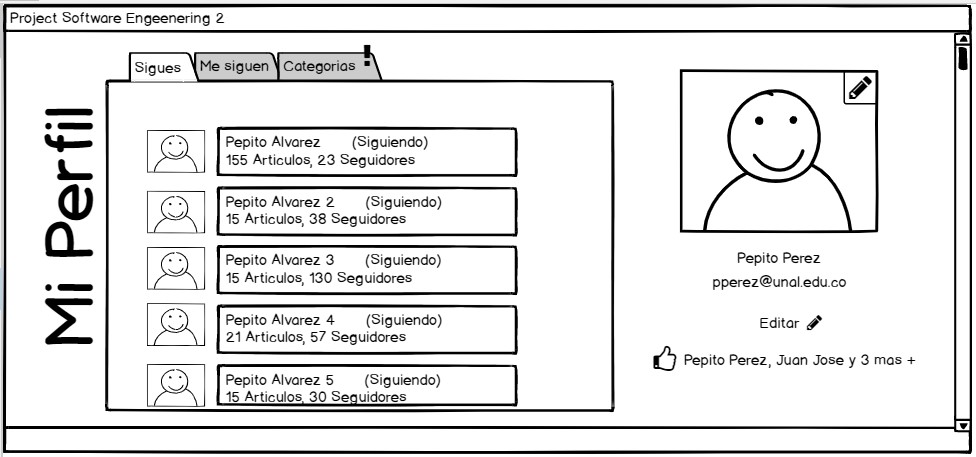 Project Software Engeenering 2
Mi Perfil
Sigues
Me siguen
Categorias
!
Pepito Alvarez (Siguiendo)
155 Articulos, 23 Seguidores
Pepito Alvarez 2 (Siguiendo)
15 Articulos, 38 Seguidores
Pepito Alvarez 3 (Siguiendo)
15 Articulos, 130 Seguidores
Pepito Alvarez 4 (Siguiendo)
21 Articulos, 57 Seguidores
Pepito Alvarez 5 (Siguiendo)
15 Articulos, 30 Seguidores
Pepito Perez
pperez@unal.edu.co
Editar
Pepito Perez, Juan Jose y 3 mas +